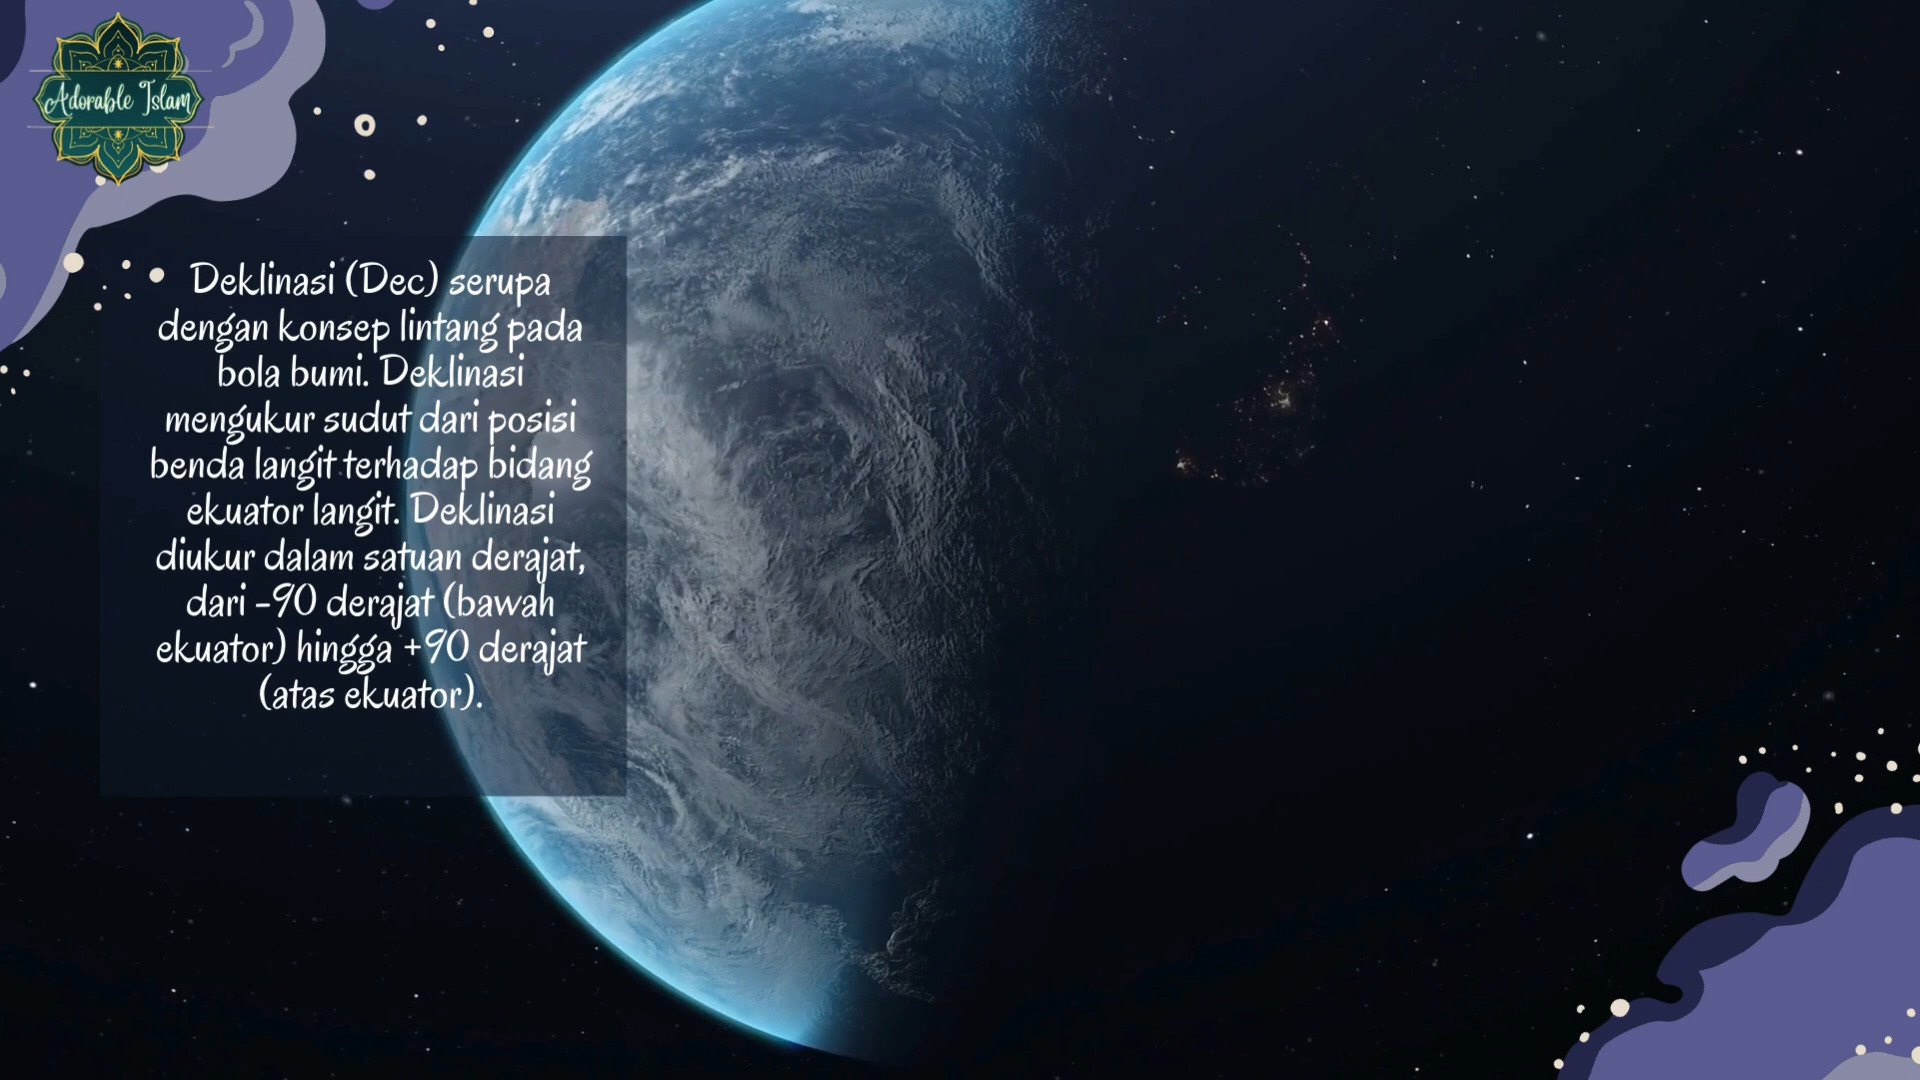 Adorable Islam
Deklinasi (Dec) serupa
dengan konsep lintang pada
bola bumi. Deklinasi
mengukur sudut dari posisi
benda langit terhadap bidang
ekuator langit. Deklinasi
diukur dalam satuan derajat,
dari -90 derajat (bawah
ekuator) hingga +90 derajat
(atas ekuator).